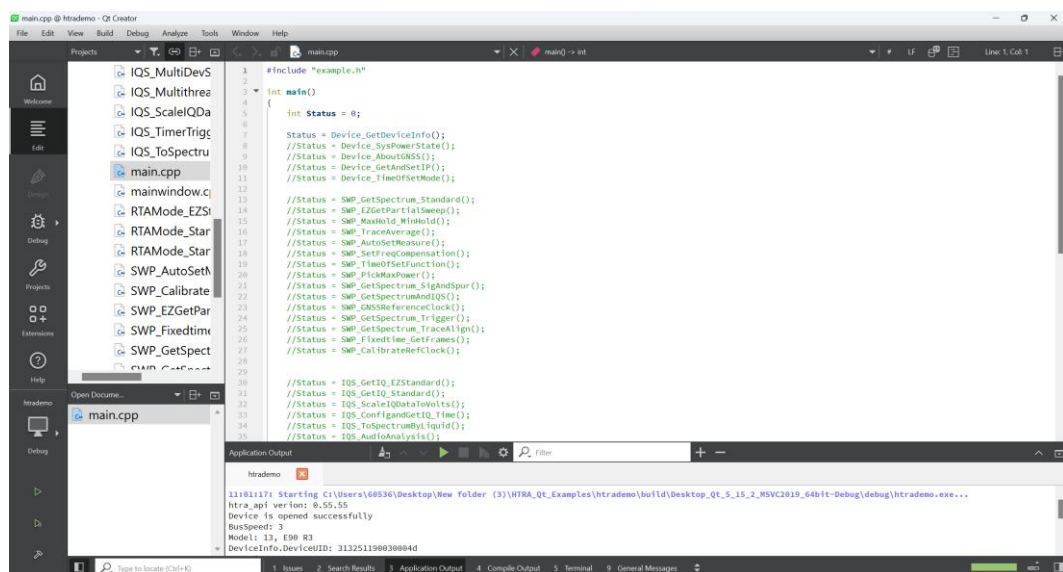 main.cpp @ htrademo - Qt Creator
File Edit View Build Debug Analyze Tools Window Help
Projects
main.cpp
main() -> int
# LF
Line: 1, Col: 1
Welcome
Edit
Design
Debug
Projects
Extensions
Help
htrademo
Debug
IQS_MultiDevS
IQS_Multithrea
IQS_ScaleIQDa
IQS_TimerTrigg
IQS_ToSpectru
main.cpp
mainwindow.c
RTAMode_EZSt
RTAMode_Star
RTAMode_Star
SWP_AutoSetM
SWP_Calibrate
SWP_EZGetPar
SWP_Fixedtime
SWP_GetSpect
SWP_GetSpect
Open Docume...
main.cpp
1 #include "example.h"
2
3 int main()
4 {
5 int Status = 0;
6
7 Status = Device_GetDeviceInfo();
8 //Status = Device_SysPowerState();
9 //Status = Device_AboutGNSS();
10 //Status = Device_GetAndSetIP();
11 //Status = Device_TimeOfSetMode();
12
13 //Status = SWP_GetSpectrum_Standard();
14 //Status = SWP_EZGetPartialSweep();
15 //Status = SWP_MaxHold_MinHold();
16 //Status = SWP_TraceAverage();
17 //Status = SWP_AutoSetMeasure();
18 //Status = SWP_SetFreqCompensation();
19 //Status = SWP_TimeOfSetFunction();
20 //Status = SWP_PickMaxPower();
21 //Status = SWP_GetSpectrum_SigAndSpur();
22 //Status = SWP_GetSpectrumAndIQS();
23 //Status = SWP_GNSSReferenceClock();
24 //Status = SWP_GetSpectrum_Trigger();
25 //Status = SWP_GetSpectrum_TraceAlign();
26 //Status = SWP_Fixedtime_GetFrames();
27 //Status = SWP_CalibrateRefClock();
28
29
30 //Status = IQS_GetIQ_EZStandard();
31 //Status = IQS_GetIQ_Standard();
32 //Status = IQS_ScaleIQDataToVolts();
33 //Status = IQS_ConfigandGetIQ_Time();
34 //Status = IQS_ToSpectrumByLiquid();
35 //Status = IQS_AudioAnalysis();
Application Output
Filter
htrademo
11:01:17: Starting C:\Users\60536\Desktop\New folder (3)\HTRA_Qt_Examples\htrademo\build\Desktop_Qt_5_15_2_MSVC2019_64bit-Debug\debug\htrademo.exe...
htra_api verion: 0.55.55
Device is opened successfully
BusSpeed: 3
Model: 13, E90 R3
DeviceInfo.DeviceUID: 313251190030004d
Type to locate (Ctrl+K)
1 Issues 2 Search Results 3 Application Output 4 Compile Output 5 Terminal 9 General Messages